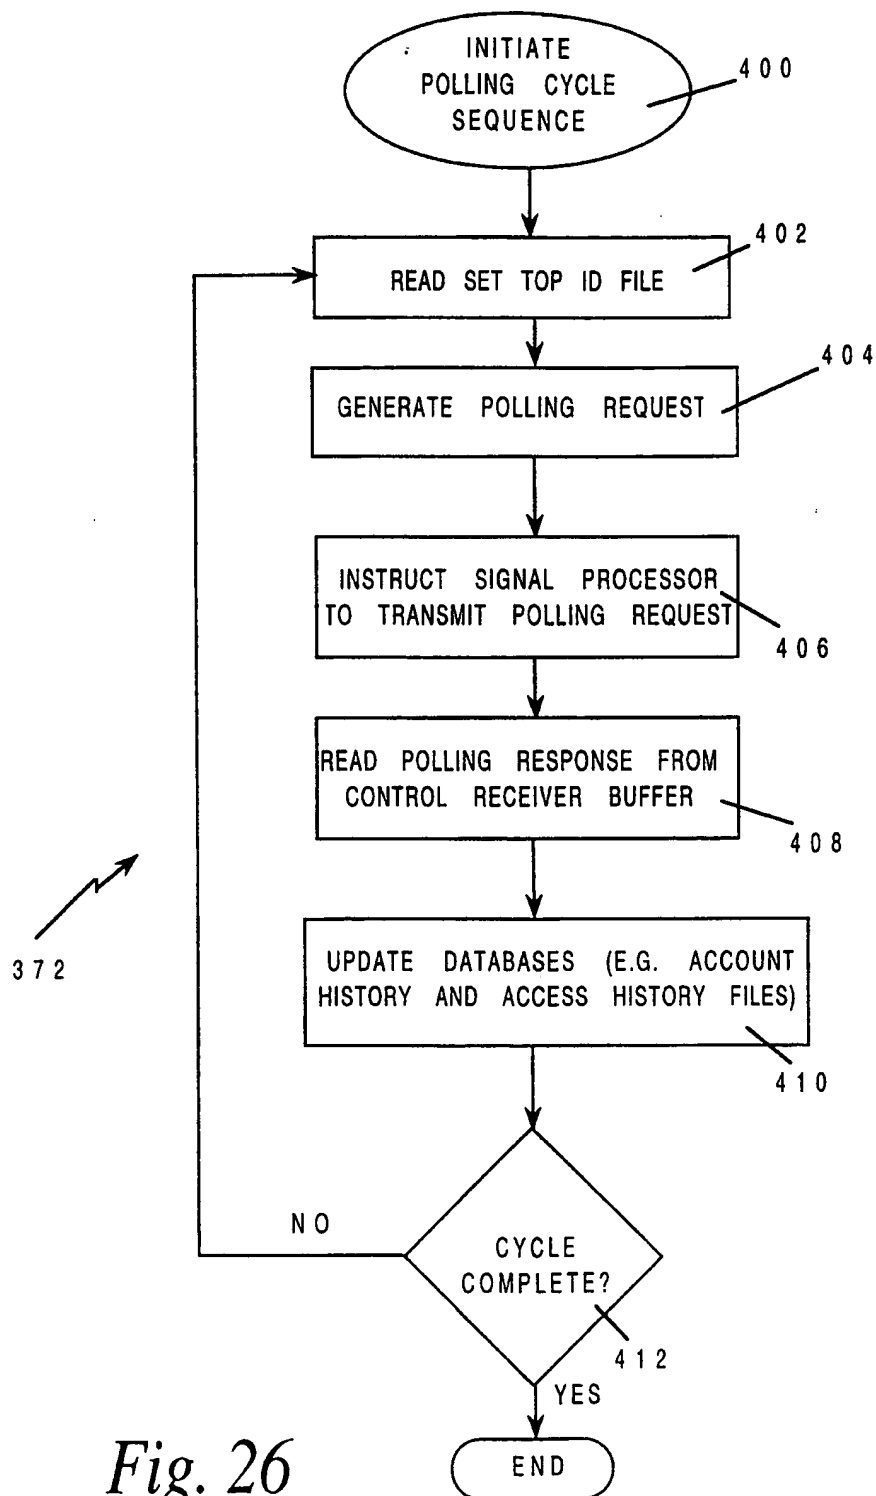 INITIATE
POLLING CYCLE
SEQUENCE
400
402
READ SET TOP ID FILE
404
GENERATE POLLING REQUEST
INSTRUCT SIGNAL PROCESSOR
TO TRANSMIT POLLING REQUEST
406
READ POLLING RESPONSE FROM
CONTROL RECEIVER BUFFER
408
372
UPDATE DATABASES (E.G. ACCOUNT
HISTORY AND ACCESS HISTORY FILES)
410
NO
CYCLE
COMPLETE?
412
YES
END
Fig. 26